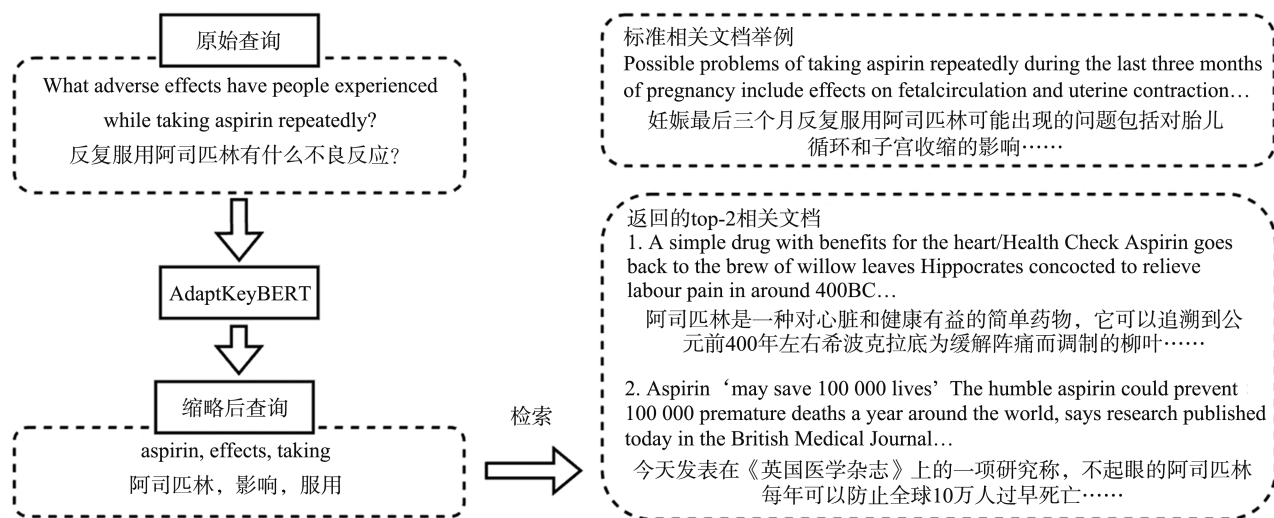 原始查询
What adverse effects have people experienced
while taking aspirin repeatedly?
反复服用阿司匹林有什么不良反应?
AdaptKeyBERT
缩略后查询
aspirin, effects, taking
阿司匹林，影响，服用
检索
标准相关文档举例
Possible problems of taking aspirin repeatedly during the last three months
of pregnancy include effects on fetalcirculation and uterine contraction…
妊娠最后三个月反复服用阿司匹林可能出现的问题包括对胎儿
循环和子宫收缩的影响……
返回的top-2相关文档
1. A simple drug with benefits for the heart/Health Check Aspirin goes
back to the brew of willow leaves Hippocrates concocted to relieve
labour pain in around 400BC…
阿司匹林是一种对心脏和健康有益的简单药物，它可以追溯到公
元前400年左右希波克拉底为缓解阵痛而调制的柳叶……
2. Aspirin ‘may save 100 000 lives’ The humble aspirin could prevent
100 000 premature deaths a year around the world, says research published
today in the British Medical Journal…
今天发表在《英国医学杂志》上的一项研究称，不起眼的阿司匹林
每年可以防止全球10万人过早死亡……